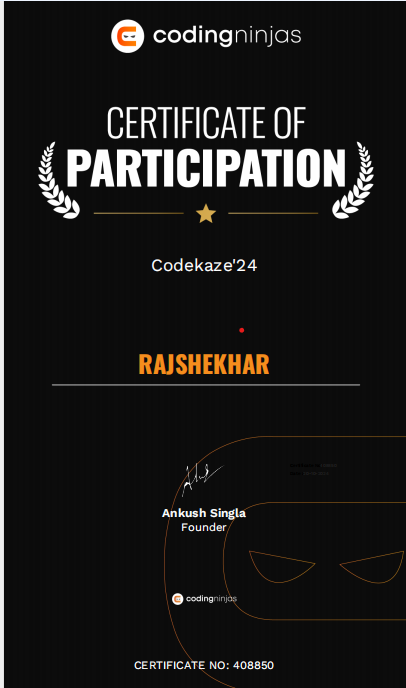 codingninjas
CERTIFICATE OF
PARTICIPATION
Codekaze'24
RAJSHEKHAR
Ankush Singla
Founder
codingninjas
CERTIFICATE NO: 408850